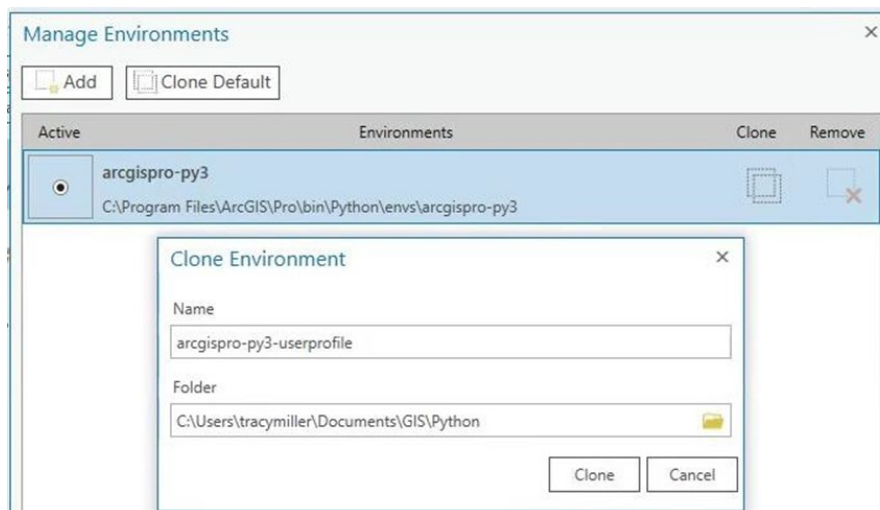 Manage Environments
Add
Clone Default
Active Environments Clone Remove
arcgispro-py3
C:\Program Files\ArcGIS\Pro\bin\Python\envs\arcgispro-py3
Clone Environment
Name
arcgispro-py3-userprofile
Folder
C:\Users\tracymiller\Documents\GIS\Python
Clone Cancel